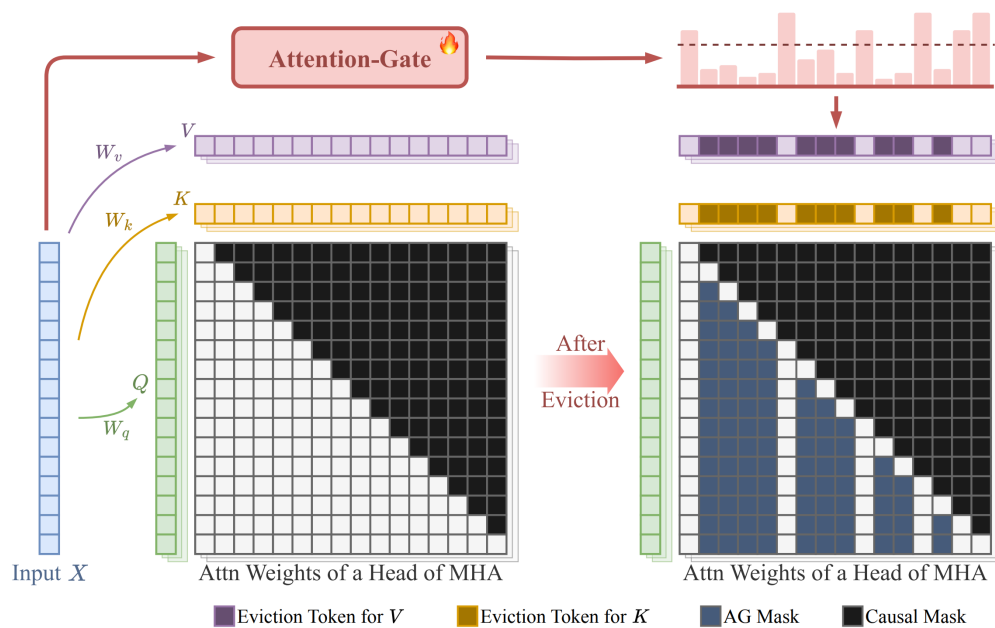 Attention-Gate
V
W_v
K
W_k
Q
W_q
After
Eviction
Input X
Attn Weights of a Head of MHA
Attn Weights of a Head of MHA
Eviction Token for V
Eviction Token for K
AG Mask
Causal Mask